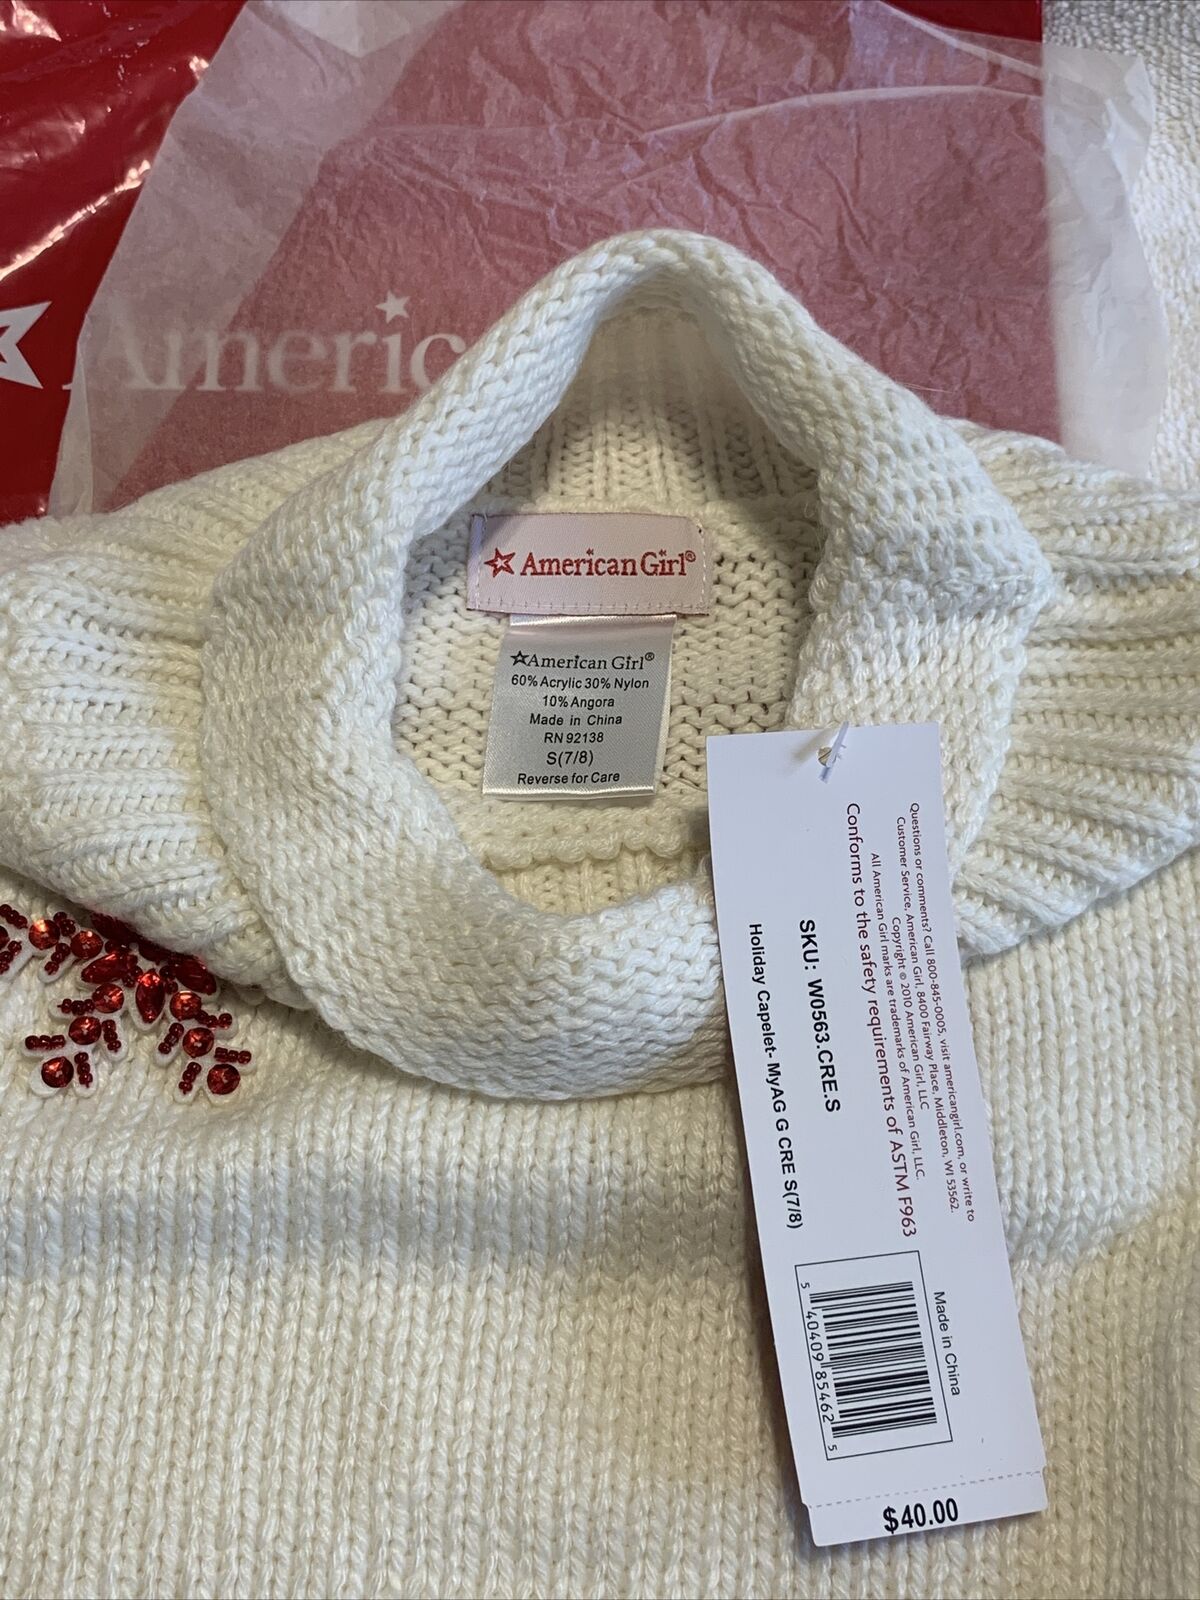 American
American Girl®
American Girl®
60% Acrylic 30% Nylon
10% Angora
Made in China
RN 92138
S(7/8)
Reverse for Care
Questions or comments? Call 800-845-0005, visit americangirl.com, or write to
Customer Service, American Girl, 8400 Fairway Place, Middleton, WI 53562.
Copyright © 2010 American Girl, LLC
All American Girl marks are trademarks of American Girl, LLC.
Conforms to the safety requirements of ASTM F963
SKU: W0563.CRE.S
Holiday Capelet- MyAG G CRE S(7/8)
Made in China
5 40409 85462 5
$40.00